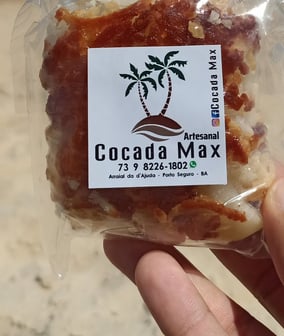 Artesanal
Cocada Max
73 9 8226-1802
Arraial da d'Ajuda - Porto Seguro - BA
Cocada Max